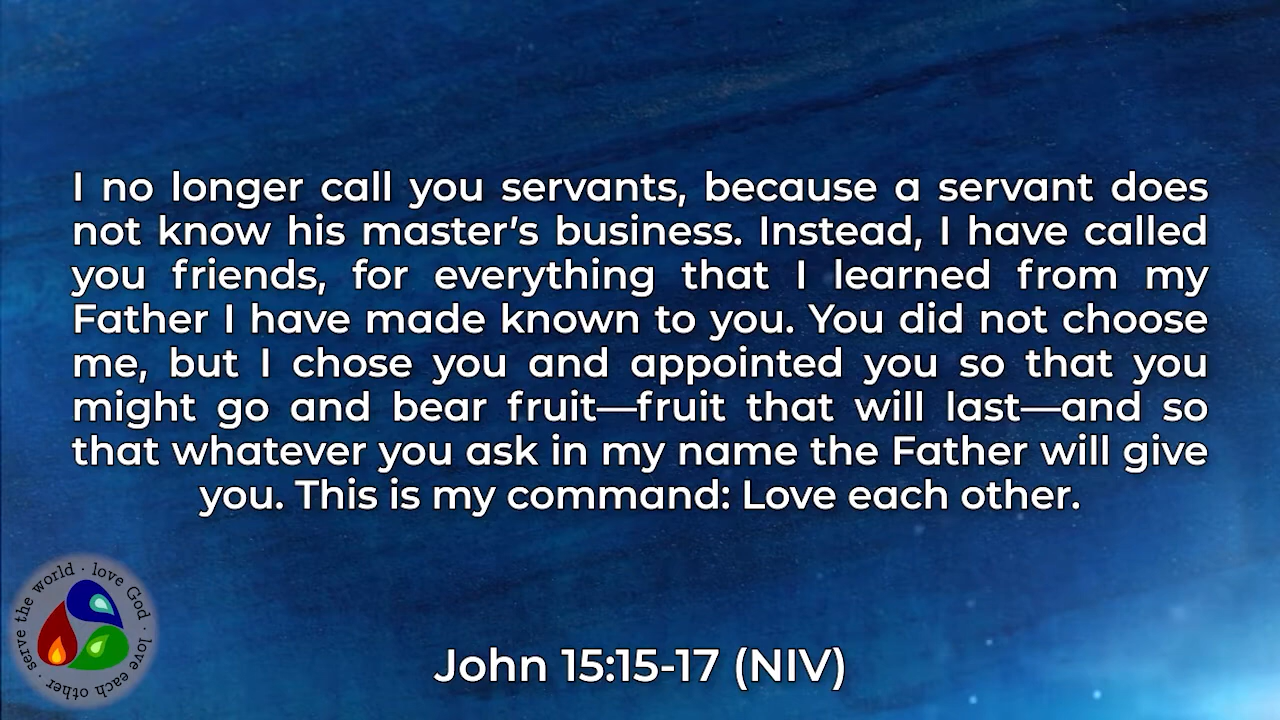 I no longer call you servants, because a servant does
not know his master’s business. Instead, I have called
you friends, for everything that I learned from my
Father I have made known to you. You did not choose
me, but I chose you and appointed you so that you
might go and bear fruit—fruit that will last—and so
that whatever you ask in my name the Father will give
you. This is my command: Love each other.
serve the world · love God · love each other ·
John 15:15-17 (NIV)